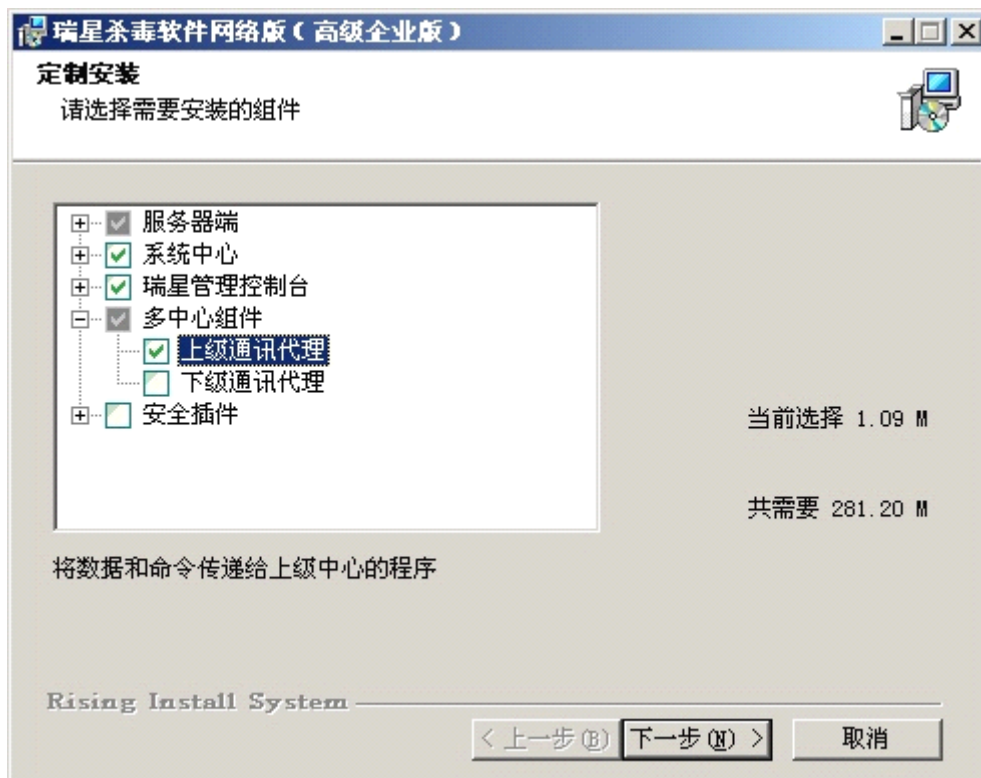 瑞星杀毒软件网络版(高级企业版)
定制安装
请选择需要安装的组件
服务器端
系统中心
瑞星管理控制台
多中心组件
上级通讯代理
下级通讯代理
安全插件
当前选择 1.09 M
共需要 281.20 M
将数据和命令传递给上级中心的程序
Rising Install System
< 上一步(B) 下一步(N) > 取消